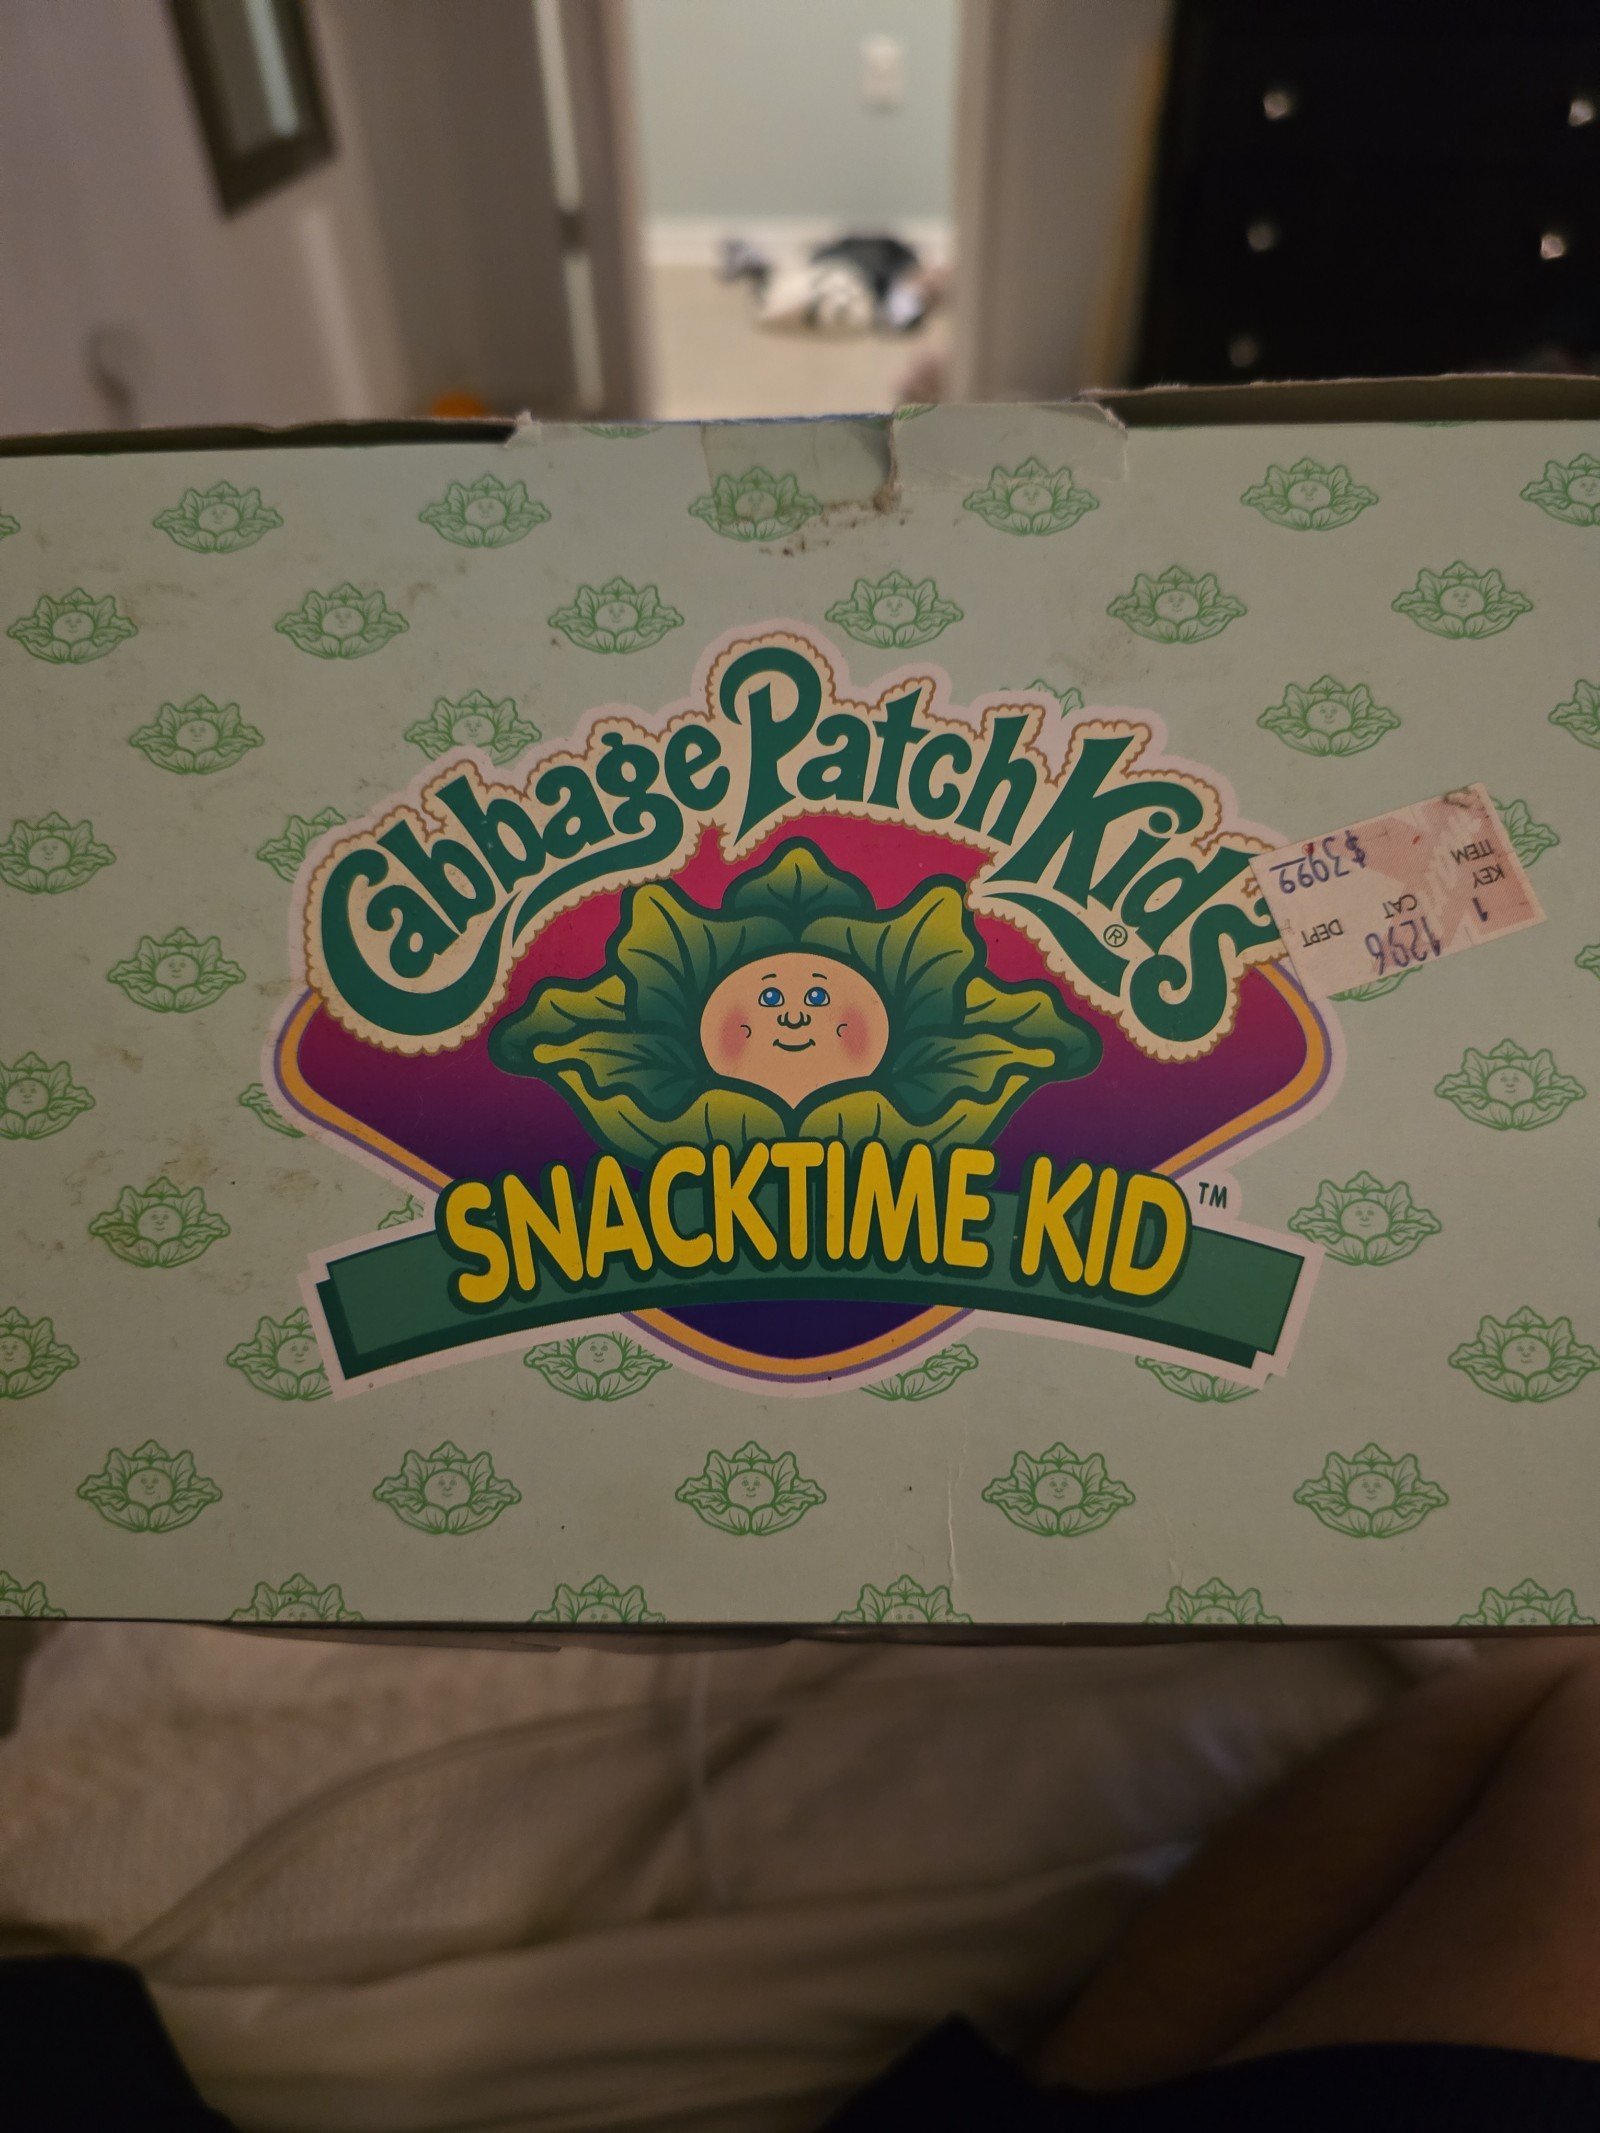 Cabbage Patch Kids®
SNACKTIME KID™
KEY
ITEM
1
CAT
1296
DEPT
$39.99